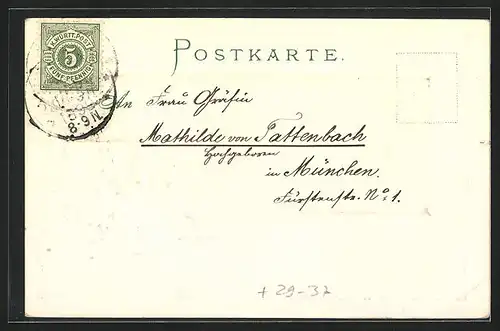 K. WÜRTT. POST
5
FÜNF PFENNIG
POSTKARTE.
An Frau Gräfin
Mathilde von Tattenbach
Hochgeboren
in München.
Fürstenstr. No. 1.
+ 29-37